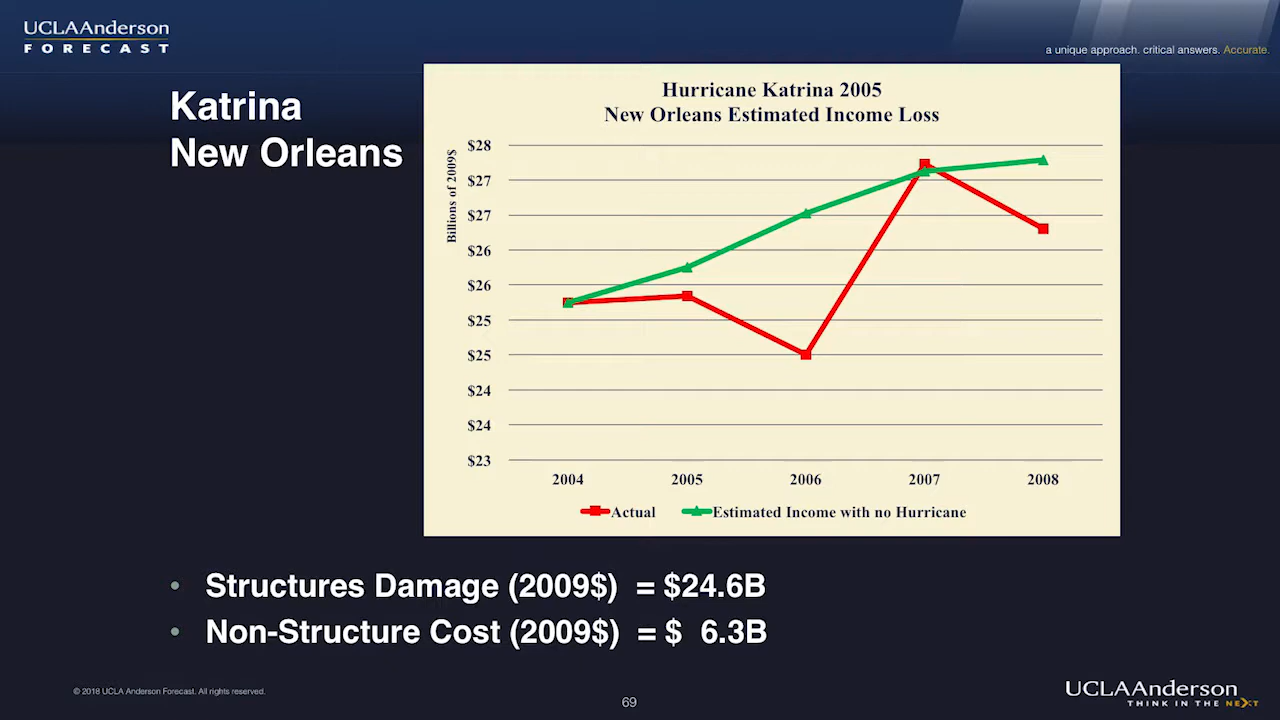 UCLAAnderson
FORECAST
a unique approach. critical answers. Accurate.
Katrina
New Orleans
Hurricane Katrina 2005
New Orleans Estimated Income Loss
Billions of 2009$
$28
$27
$27
$26
$26
$25
$25
$24
$24
$23
2004 2005 2006 2007 2008
Actual Estimated Income with no Hurricane
• Structures Damage (2009$) = $24.6B
• Non-Structure Cost (2009$) = $ 6.3B
© 2018 UCLA Anderson Forecast. All rights reserved.
69
UCLAAnderson
THINK IN THE NEXT